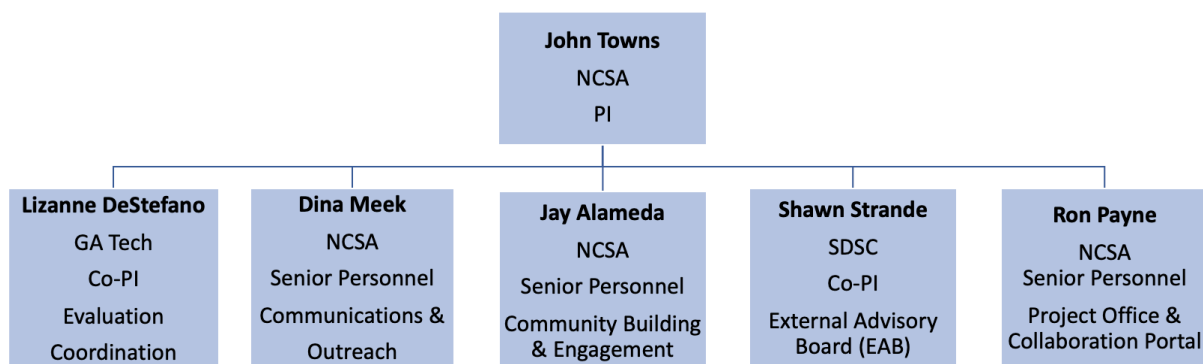 John Towns
NCSA
PI
Lizanne DeStefano
GA Tech
Co-PI
Evaluation
Coordination
Dina Meek
NCSA
Senior Personnel
Communications &
Outreach
Jay Alameda
NCSA
Senior Personnel
Community Building
& Engagement
Shawn Strande
SDSC
Co-PI
External Advisory
Board (EAB)
Ron Payne
NCSA
Senior Personnel
Project Office &
Collaboration Portal